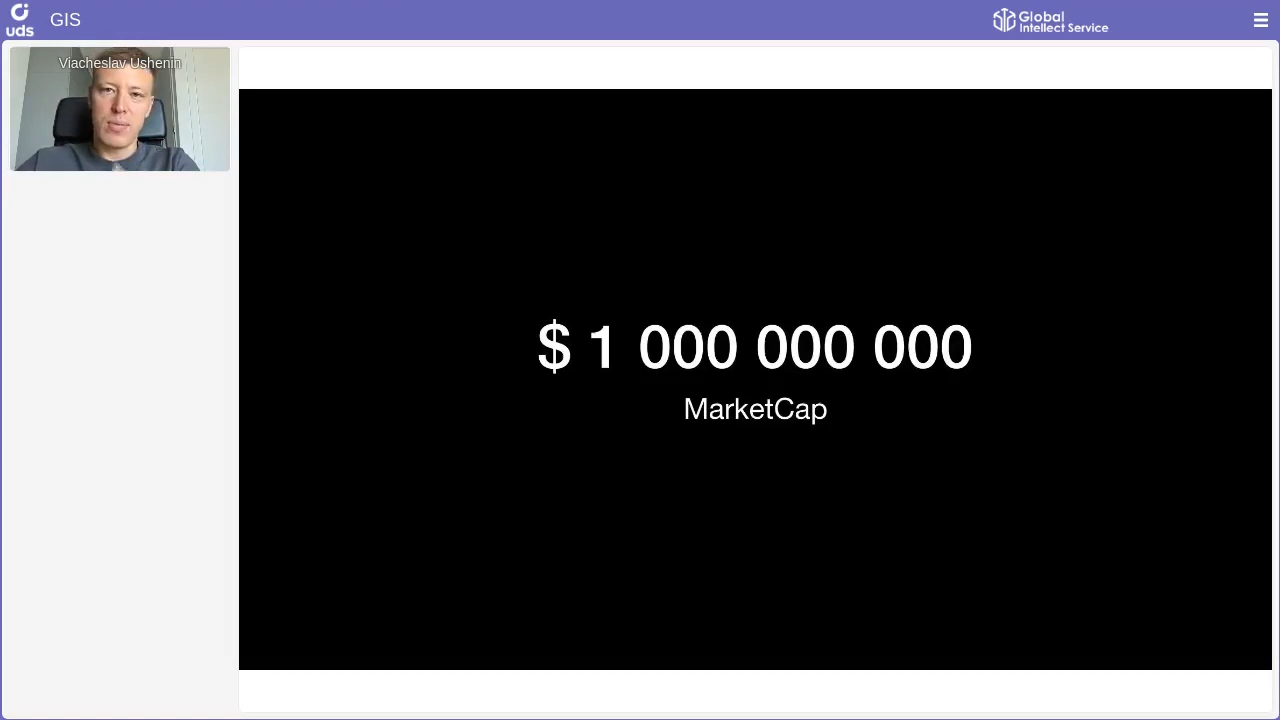 uds
GIS
Global
Intellect Service
Viacheslav Ushenin
$ 1 000 000 000
MarketCap